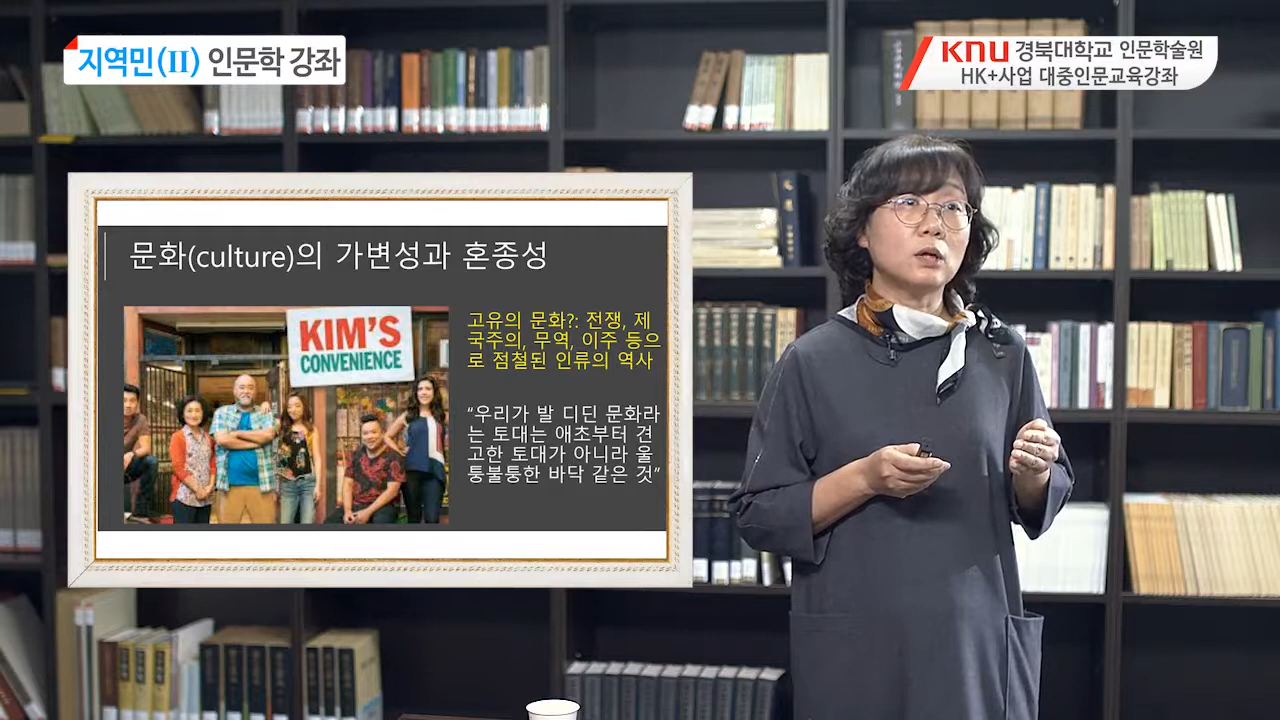 지역민(II) 인문학 강좌
KNU 경북대학교 인문학술원
HK+사업 대중인문교육강좌
문화(culture)의 가변성과 혼종성
KIM'S
CONVENIENCE
고유의 문화?: 전쟁, 제
국주의, 무역, 이주 등으
로 점철된 인류의 역사
“우리가 발 디딘 문화라
는 토대는 애초부터 견
고한 토대가 아니라 울
퉁불퉁한 바닥 같은 것”